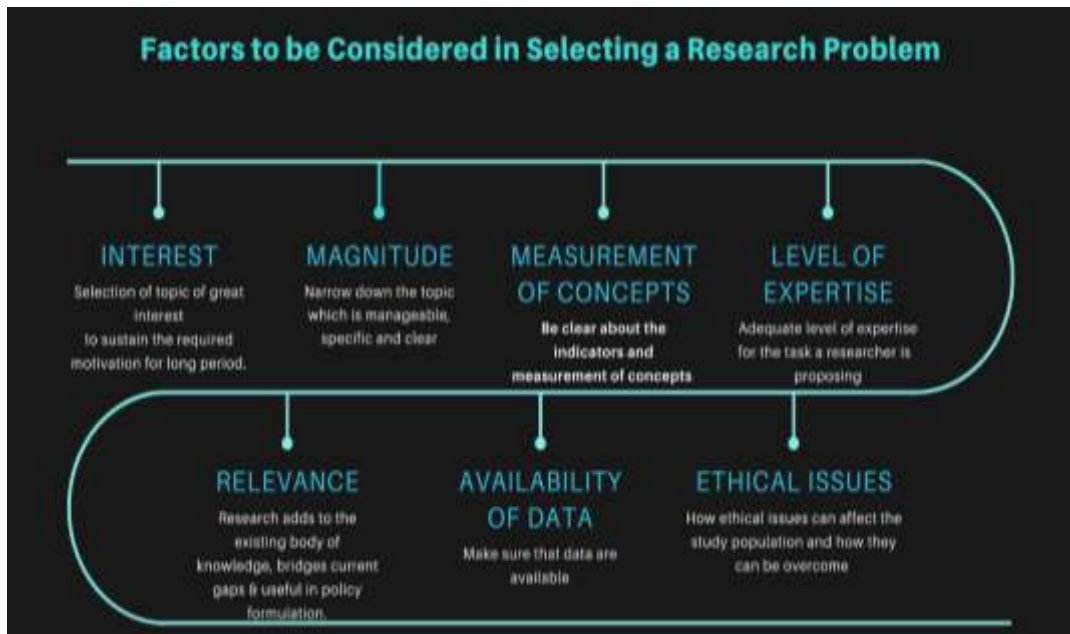 Factors to be Considered in Selecting a Research Problem
INTEREST
Selection of topic of great
interest
to sustain the required
motivation for long period.
MAGNITUDE
Narrow down the topic
which is manageable,
specific and clear
MEASUREMENT
OF CONCEPTS
Be clear about the
indicators and
measurement of concepts
LEVEL OF
EXPERTISE
Adequate level of expertise
for the task a researcher is
proposing
RELEVANCE
Research adds to the
existing body of
knowledge, bridges current
gaps & useful in policy
formulation.
AVAILABILITY
OF DATA
Make sure that data are
available
ETHICAL ISSUES
How ethical issues can affect the
study population and how they
can be overcome